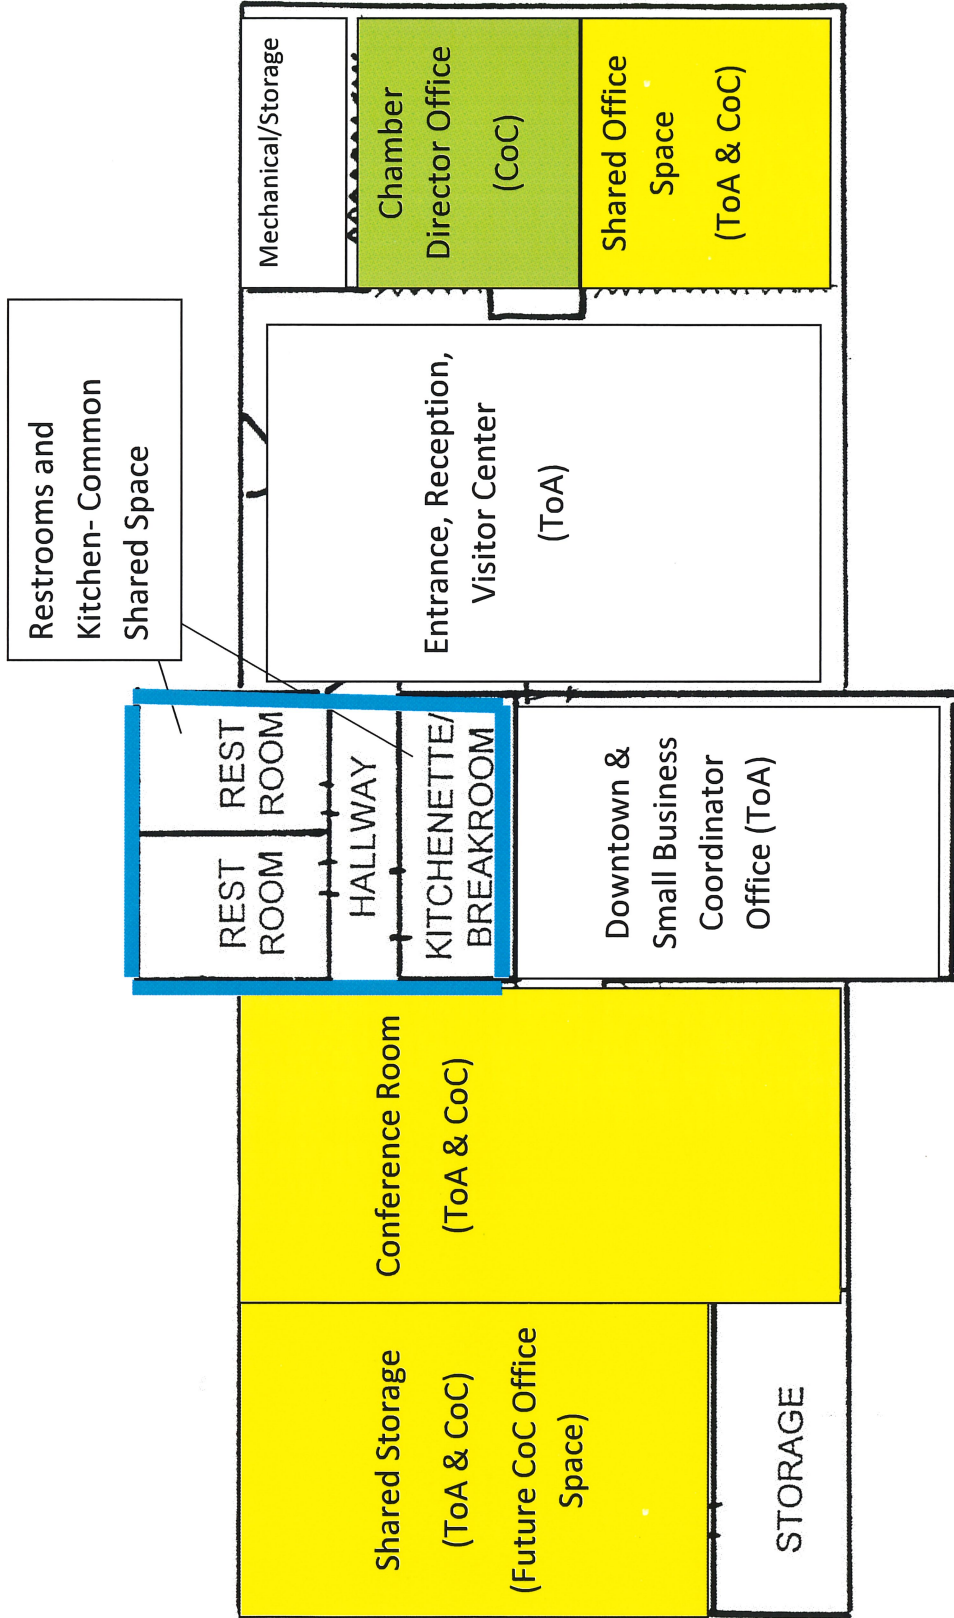 Restrooms and
Kitchen- Common
Shared Space
Shared Storage
(ToA & CoC)
(Future CoC Office
Space)
STORAGE
Conference Room
(ToA & CoC)
REST
ROOM
REST
ROOM
HALLWAY
KITCHENETTE/
BREAKROOM
Downtown &
Small Business
Coordinator
Office (ToA)
Entrance, Reception,
Visitor Center
(ToA)
Mechanical/Storage
Chamber
Director Office
(CoC)
Shared Office
Space
(ToA & CoC)